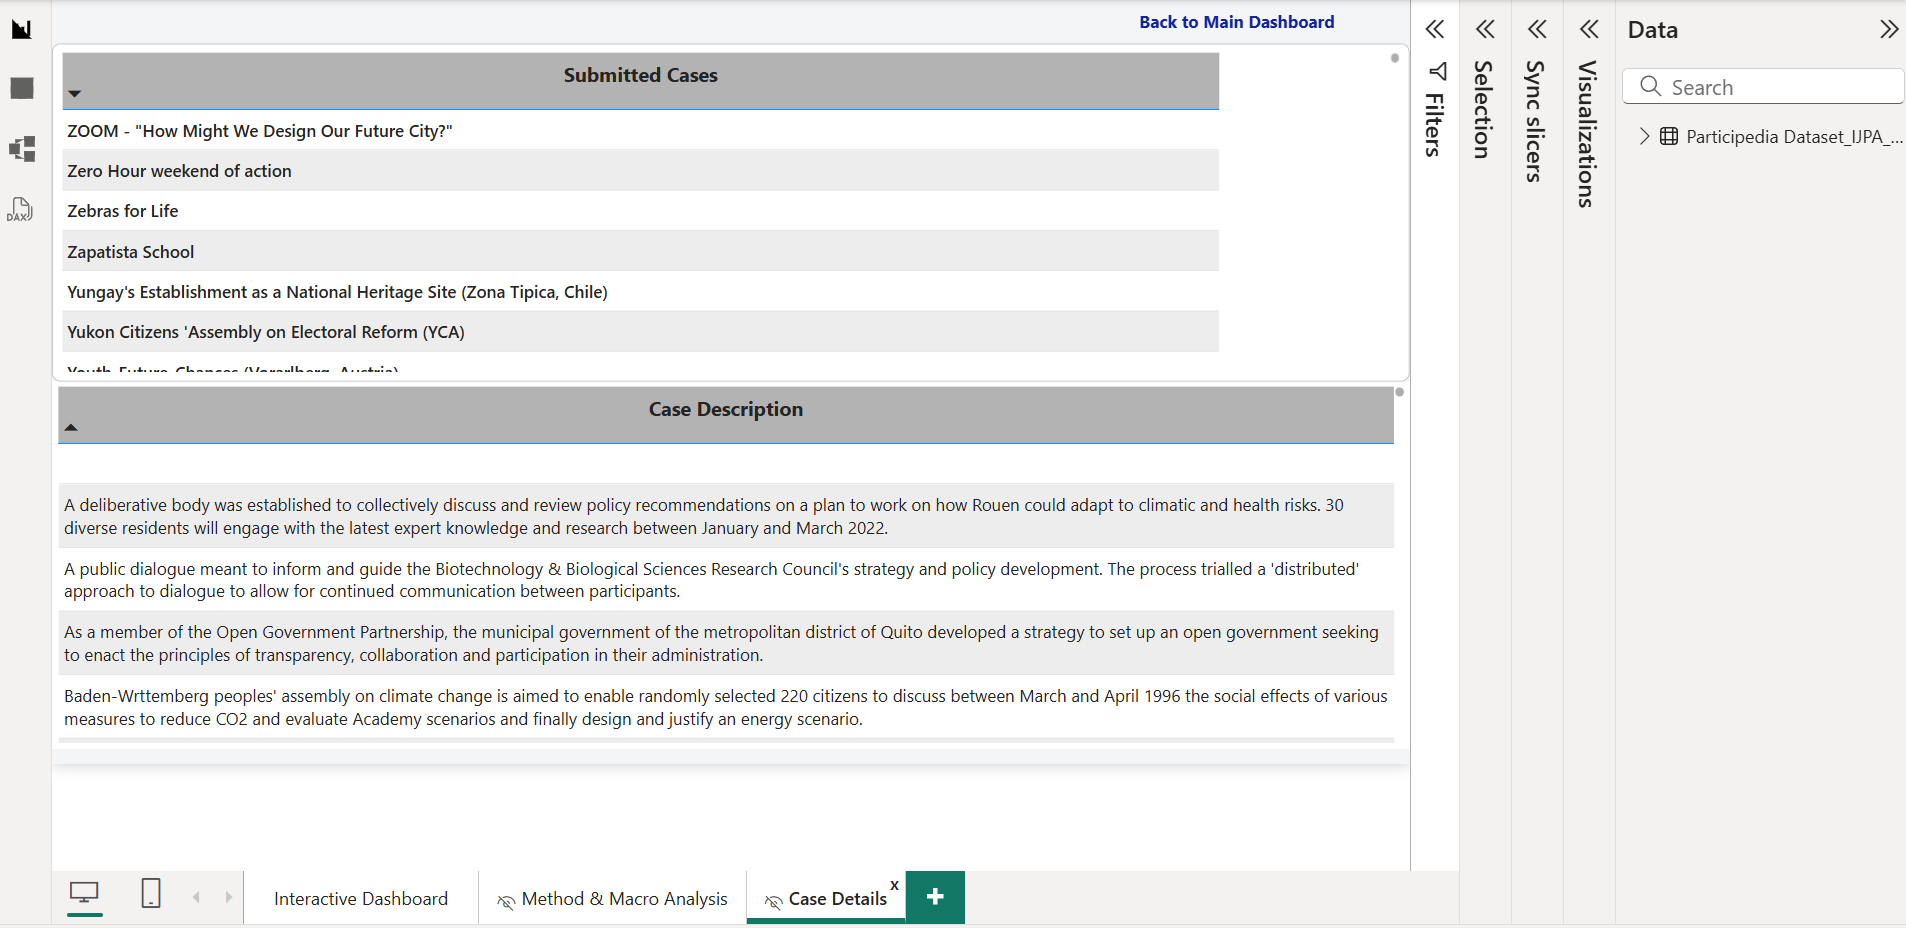 Back to Main Dashboard
Submitted Cases
ZOOM - "How Might We Design Our Future City?"
Zero Hour weekend of action
Zebras for Life
Zapatista School
Yungay's Establishment as a National Heritage Site (Zona Tipica, Chile)
Yukon Citizens 'Assembly on Electoral Reform (YCA)
Youth-Future-Chances (Vorarlberg, Austria)
Case Description
A deliberative body was established to collectively discuss and review policy recommendations on a plan to work on how Rouen could adapt to climatic and health risks. 30
diverse residents will engage with the latest expert knowledge and research between January and March 2022.
A public dialogue meant to inform and guide the Biotechnology & Biological Sciences Research Council's strategy and policy development. The process trialled a 'distributed'
approach to dialogue to allow for continued communication between participants.
As a member of the Open Government Partnership, the municipal government of the metropolitan district of Quito developed a strategy to set up an open government seeking
to enact the principles of transparency, collaboration and participation in their administration.
Baden-Wrttemberg peoples' assembly on climate change is aimed to enable randomly selected 220 citizens to discuss between March and April 1996 the social effects of various
measures to reduce CO2 and evaluate Academy scenarios and finally design and justify an energy scenario.
Filters
Selection
Sync slicers
Visualizations
Data
Search
Participedia Dataset_IJPA_...
DAX
Interactive Dashboard
Method & Macro Analysis
Case Details
x
+